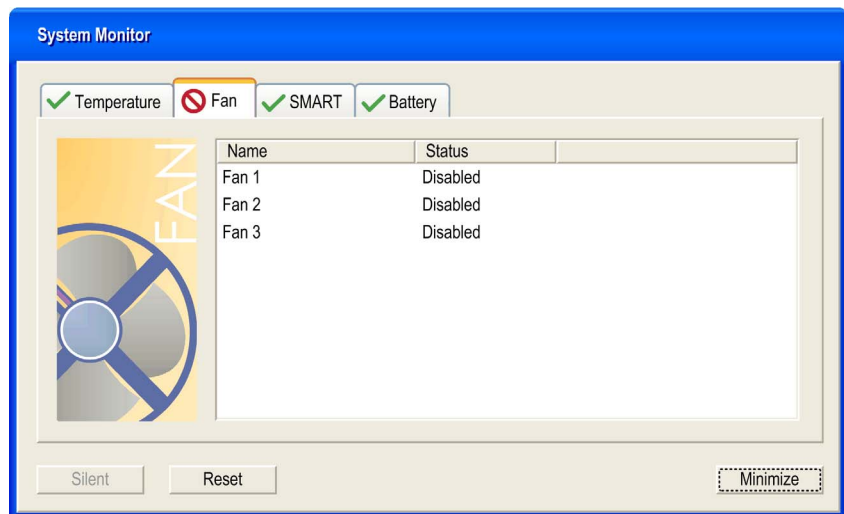 System Monitor
Temperature Fan SMART Battery
FAN
Name Status
Fan 1 Disabled
Fan 2 Disabled
Fan 3 Disabled
Silent Reset Minimize